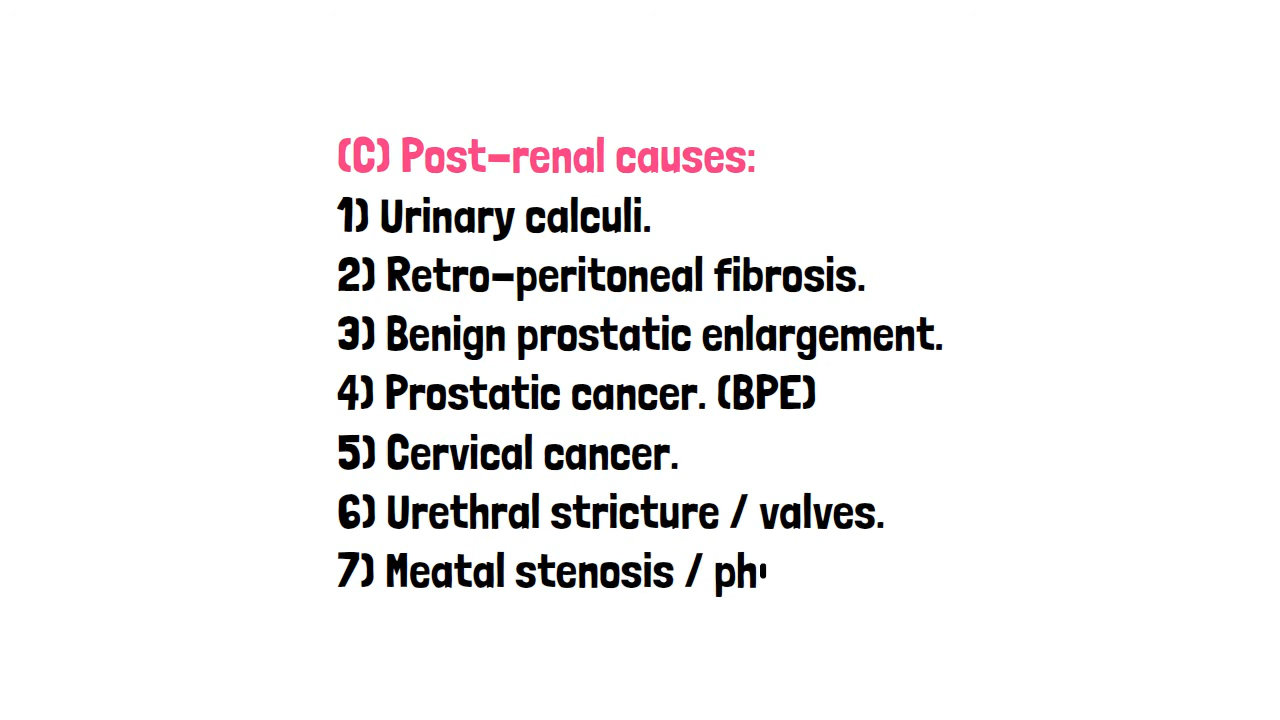 (C) Post-renal causes:
1) Urinary calculi.
2) Retro-peritoneal fibrosis.
3) Benign prostatic enlargement.
4) Prostatic cancer. (BPE)
5) Cervical cancer.
6) Urethral stricture / valves.
7) Meatal stenosis /